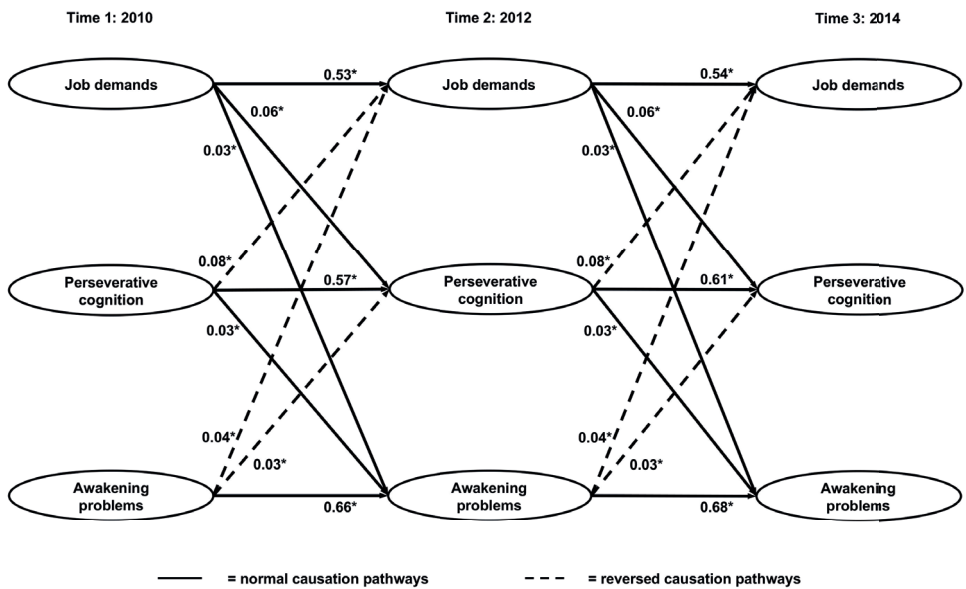 Time 1: 2010 Time 2: 2012 Time 3: 2014
Job demands 0.53* Job demands 0.54* Job demands
0.06* 0.06*
0.03* 0.03*
0.08* 0.08*
Perseverative
cognition 0.57* Perseverative
cognition 0.61* Perseverative
cognition
0.03* 0.03*
0.04* 0.04*
0.03* 0.03*
Awakening
problems 0.66* Awakening
problems 0.68* Awakening
problems
= normal causation pathways = reversed causation pathways